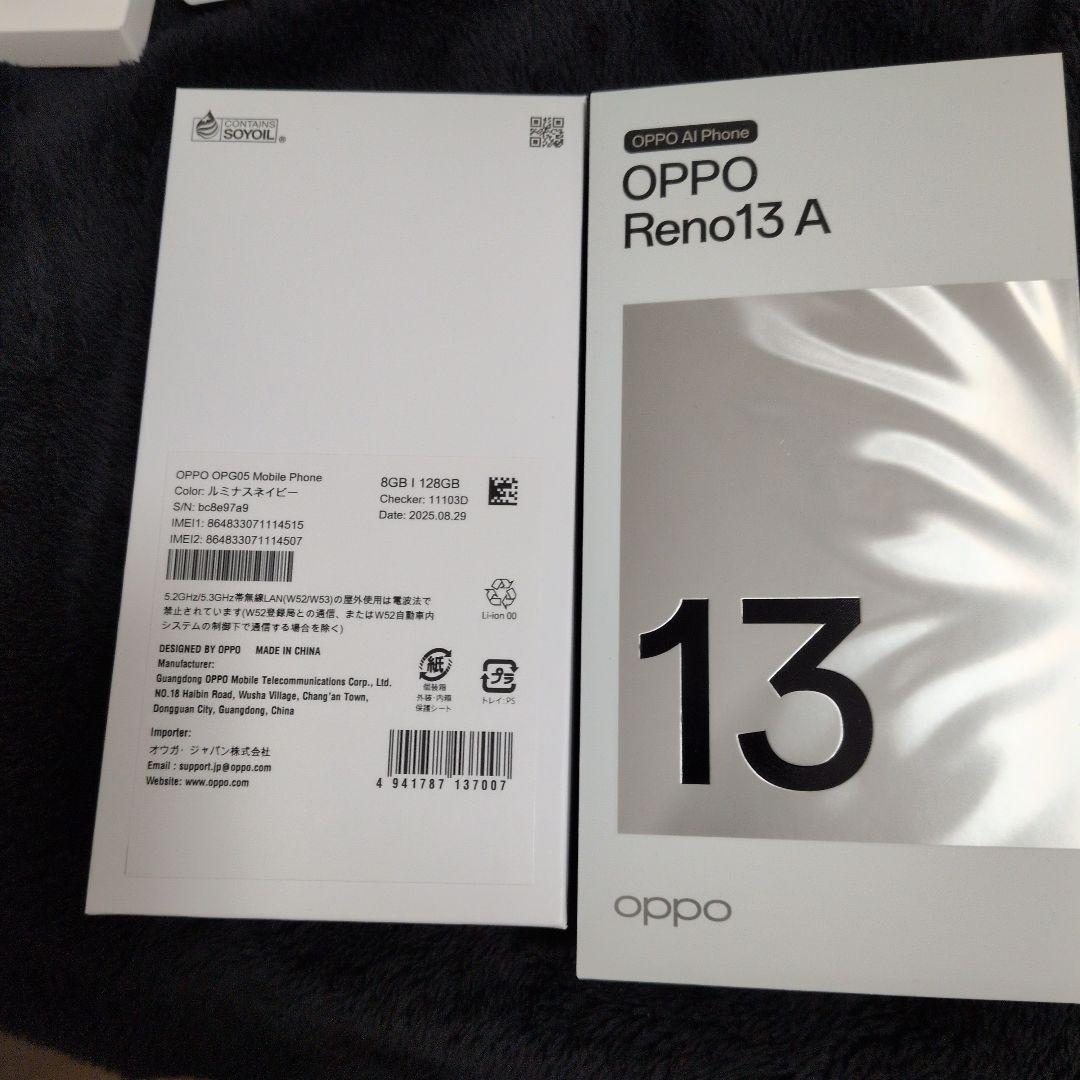 CONTAINS
SOYOIL®
OPPO OPG05 Mobile Phone
Color: ルミナスネイビー
S/N: bc8e97a9
IMEI1: 864833071114515
IMEI2: 864833071114507
8GB | 128GB
Checker: 11103D
Date: 2025.08.29
5.2GHz/5.3GHz帯無線LAN(W52/W53)の屋外使用は電波法で
禁止されています(W52登録局との通信、またはW52自動車内
システムの制御下で通信する場合を除く)
Li-ion 00
DESIGNED BY OPPO MADE IN CHINA
Manufacturer:
Guangdong OPPO Mobile Telecommunications Corp., Ltd.
NO.18 Haibin Road, Wusha Village, Chang'an Town,
Dongguan City, Guangdong, China
紙
個装箱
外装・内箱
保護シート
プラ
トレイ:PS
Importer:
オウガ・ジャパン株式会社
Email : support.jp@oppo.com
Website: www.oppo.com
4 941787 137007
OPPO AI Phone
OPPO
Reno13 A
13
oppo